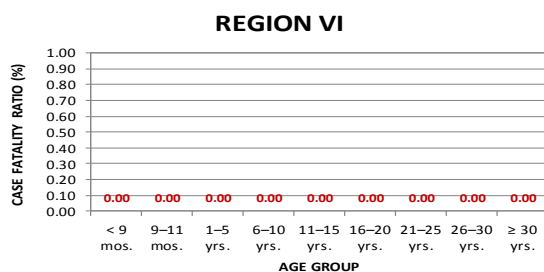 REGION VI
CASE FATALITY RATIO (%)
1.00
0.90
0.80
0.70
0.60
0.50
0.40
0.30
0.20
0.10
0.00
0.00 0.00 0.00 0.00 0.00 0.00 0.00 0.00 0.00
< 9 9–11 1–5 6–10 11–15 16–20 21–25 26–30 ≥ 30
mos. mos. yrs. yrs. yrs. yrs. yrs. yrs. yrs.
AGE GROUP